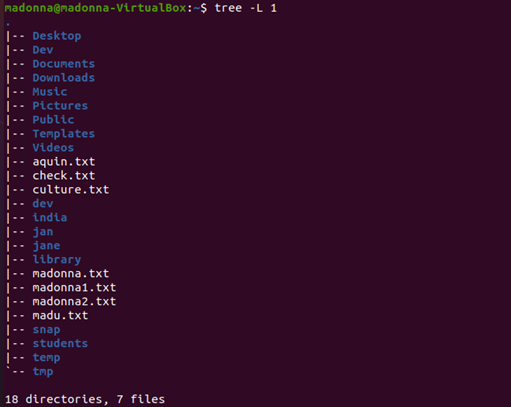 madonna@madonna-VirtualBox:~$ tree -L 1
.
|-- Desktop
|-- Dev
|-- Documents
|-- Downloads
|-- Music
|-- Pictures
|-- Public
|-- Templates
|-- Videos
|-- aquin.txt
|-- check.txt
|-- culture.txt
|-- dev
|-- india
|-- jan
|-- jane
|-- library
|-- madonna.txt
|-- madonna1.txt
|-- madonna2.txt
|-- madu.txt
|-- snap
|-- students
|-- temp
`-- tmp
18 directories, 7 files